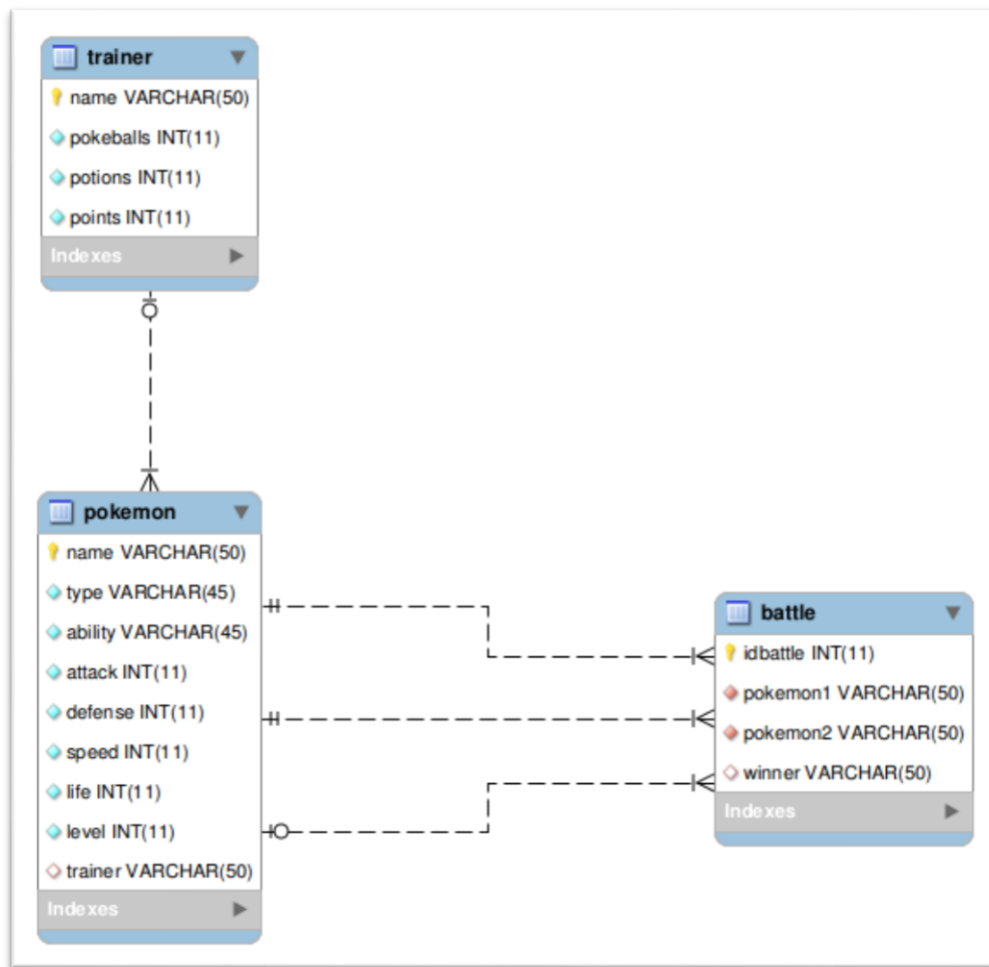 trainer
name VARCHAR(50)
pokeballs INT(11)
potions INT(11)
points INT(11)
Indexes
pokemon
name VARCHAR(50)
type VARCHAR(45)
ability VARCHAR(45)
attack INT(11)
defense INT(11)
speed INT(11)
life INT(11)
level INT(11)
trainer VARCHAR(50)
Indexes
battle
idbattle INT(11)
pokemon1 VARCHAR(50)
pokemon2 VARCHAR(50)
winner VARCHAR(50)
Indexes